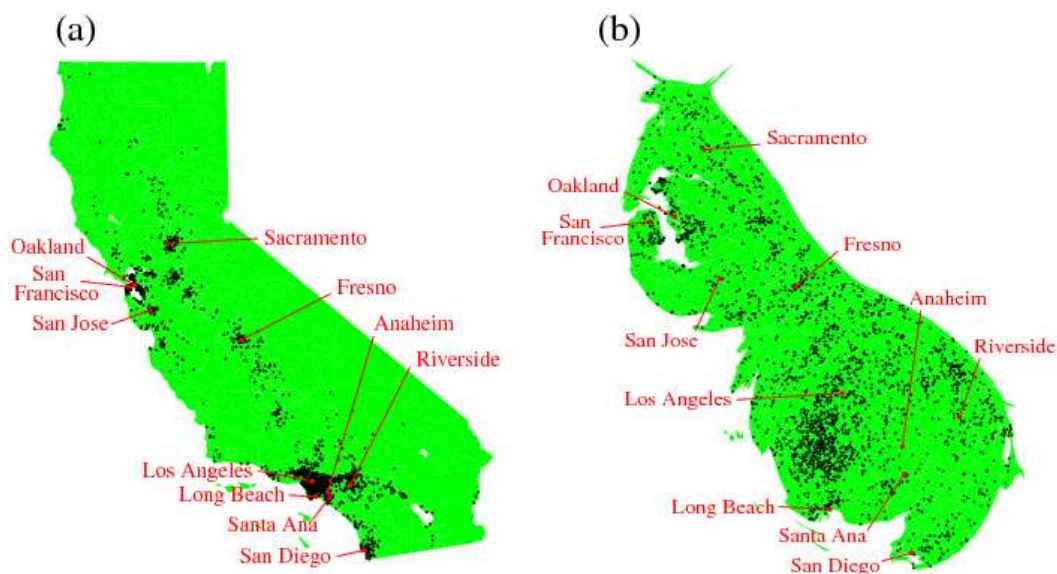 (a)
Oakland
San
Francisco
San Jose
Sacramento
Fresno
Anaheim
Riverside
Los Angeles
Long Beach
Santa Ana
San Diego
(b)
Sacramento
Oakland
San
Francisco
Fresno
Anaheim
San Jose
Riverside
Los Angeles
Long Beach
Santa Ana
San Diego